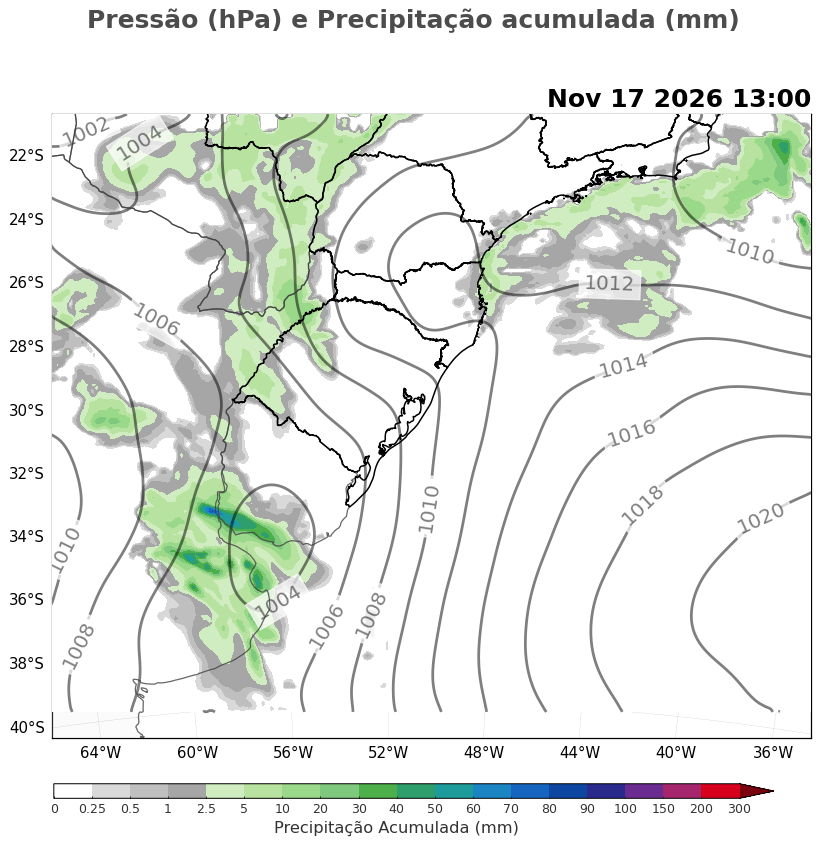 Pressão (hPa) e Precipitação acumulada (mm)
Nov 17 2026 13:00
1002
1004
22°S
24°S
1010
26°S
1012
1006
28°S
1014
30°S
1016
32°S
1018
1010
1020
34°S
1010
36°S
1004
1006
1008
1008
38°S
40°S
64°W 60°W 56°W 52°W 48°W 44°W 40°W 36°W
0 0.25 0.5 1 2.5 5 10 20 30 40 50 60 70 80 90 100 150 200 300
Precipitação Acumulada (mm)